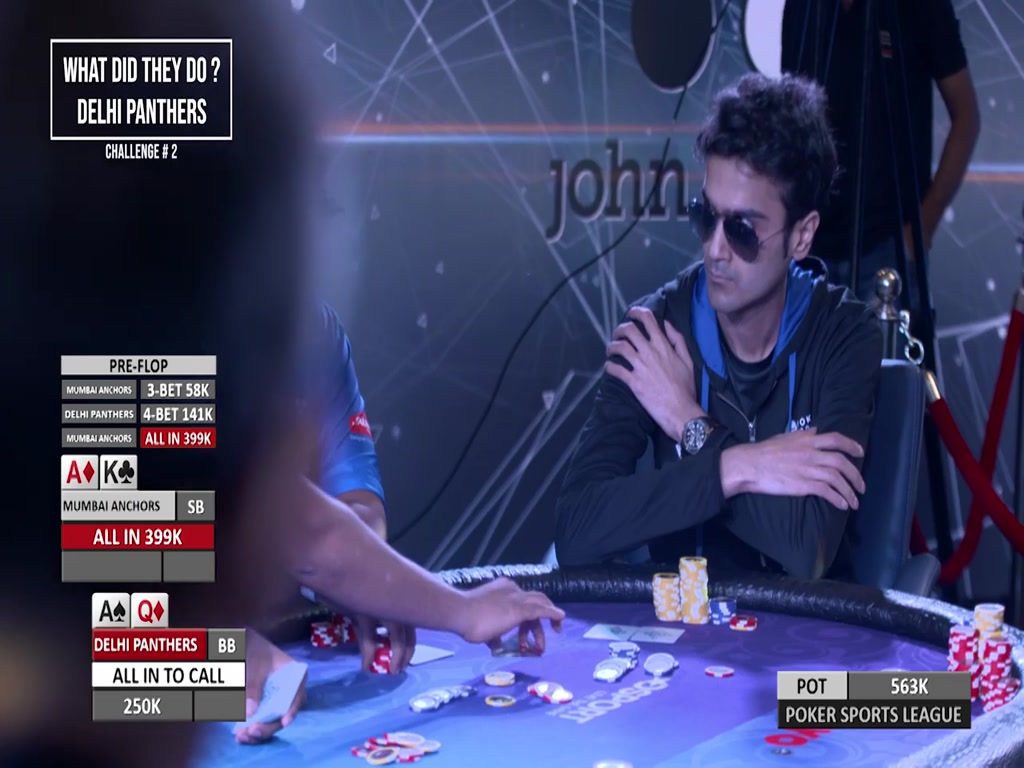 WHAT DID THEY DO ?
DELHI PANTHERS
CHALLENGE # 2
john
PRE-FLOP
MUMBAI ANCHORS 3-BET 58K
DELHI PANTHERS 4-BET 141K
MUMBAI ANCHORS ALL IN 399K
A♦ K♣
MUMBAI ANCHORS SB
ALL IN 399K
A♠ Q♦
DELHI PANTHERS BB
ALL IN TO CALL
250K
POT 563K
POKER SPORTS LEAGUE